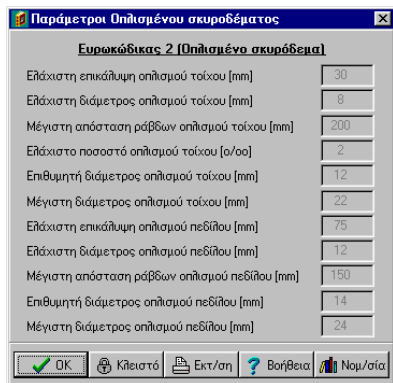 Παράμετροι Οπλισμένου σκυροδέματος
Ευρωκώδικας 2 (Οπλισμένο σκυρόδεμα)
Ελάχιστη επικάλυψη οπλισμού τοίχου [mm] 30
Ελάχιστη διάμετρος οπλισμού τοίχου [mm] 8
Μέγιστη απόσταση ράβδων οπλισμού τοίχου [mm] 200
Ελάχιστο ποσοστό οπλισμού τοίχου [ο/οο] 2
Επιθυμητή διάμετρος οπλισμού τοίχου [mm] 12
Μέγιστη διάμετρος οπλισμού τοίχου [mm] 22
Ελάχιστη επικάλυψη οπλισμού πεδίλου [mm] 75
Ελάχιστη διάμετρος οπλισμού πεδίλου [mm] 12
Μέγιστη απόσταση ράβδων οπλισμού πεδίλου [mm] 150
Επιθυμητή διάμετρος οπλισμού πεδίλου [mm] 14
Μέγιστη διάμετρος οπλισμού πεδίλου [mm] 24
OK Κλειστό Εκτ/ση Βοήθεια Νομ/σία